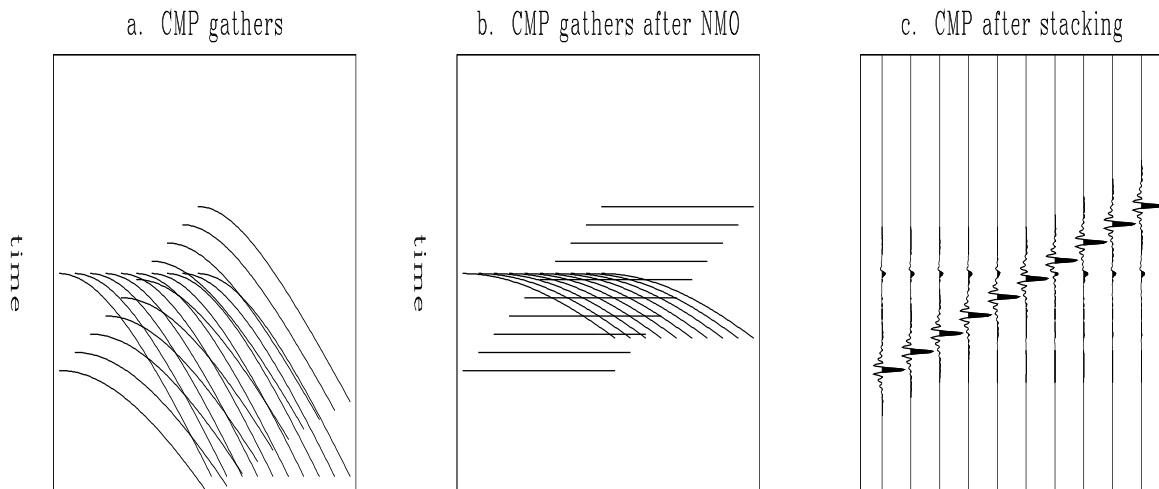 a. CMP gathers
b. CMP gathers after NMO
c. CMP after stacking
time
time